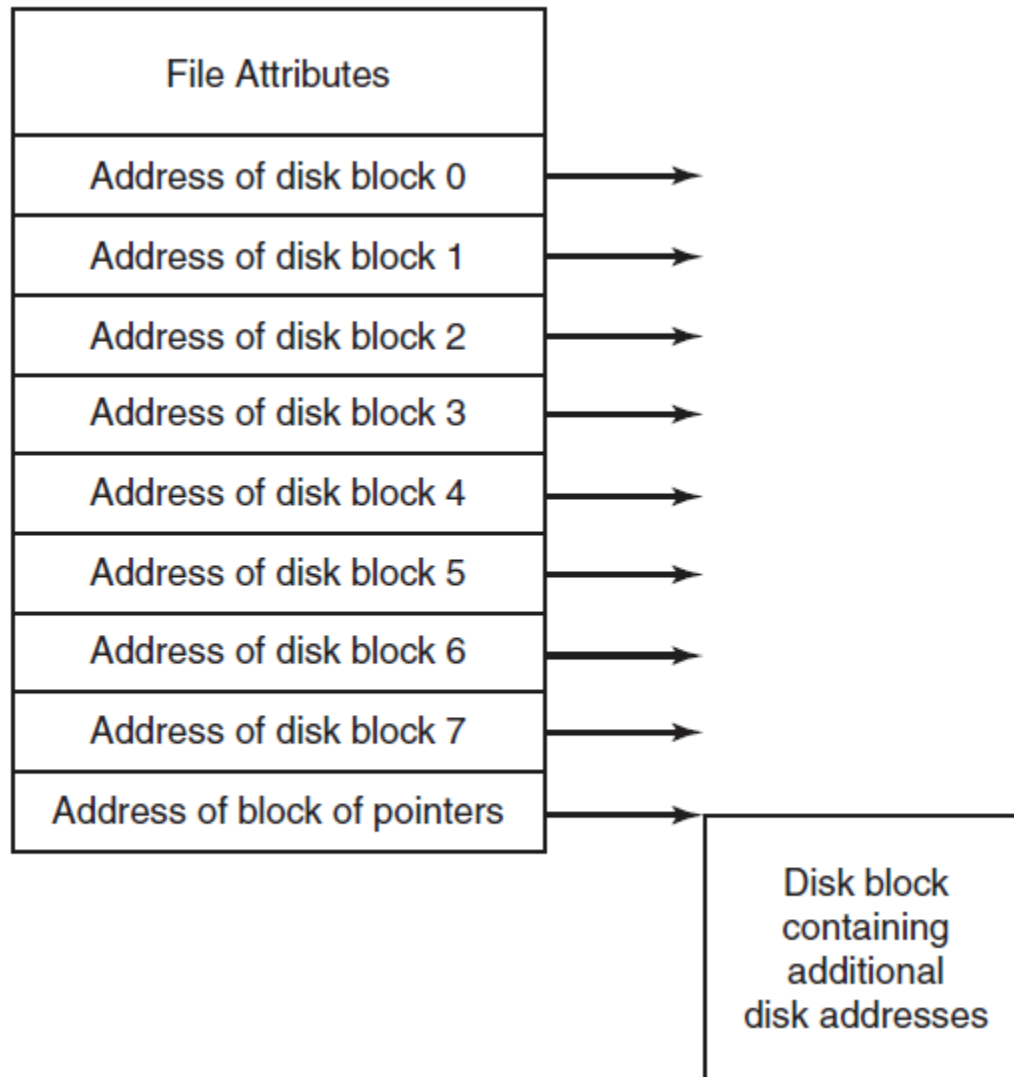 File Attributes
Address of disk block 0
Address of disk block 1
Address of disk block 2
Address of disk block 3
Address of disk block 4
Address of disk block 5
Address of disk block 6
Address of disk block 7
Address of block of pointers
Disk block
containing
additional
disk addresses